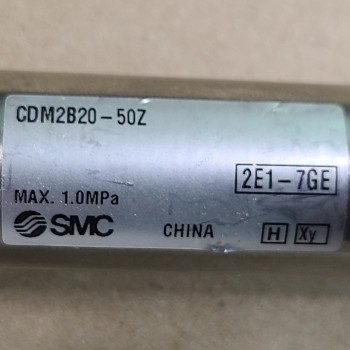 CDM2B20-50Z
2E1-7GE
MAX. 1.0MPa
SMC CHINA H Xy